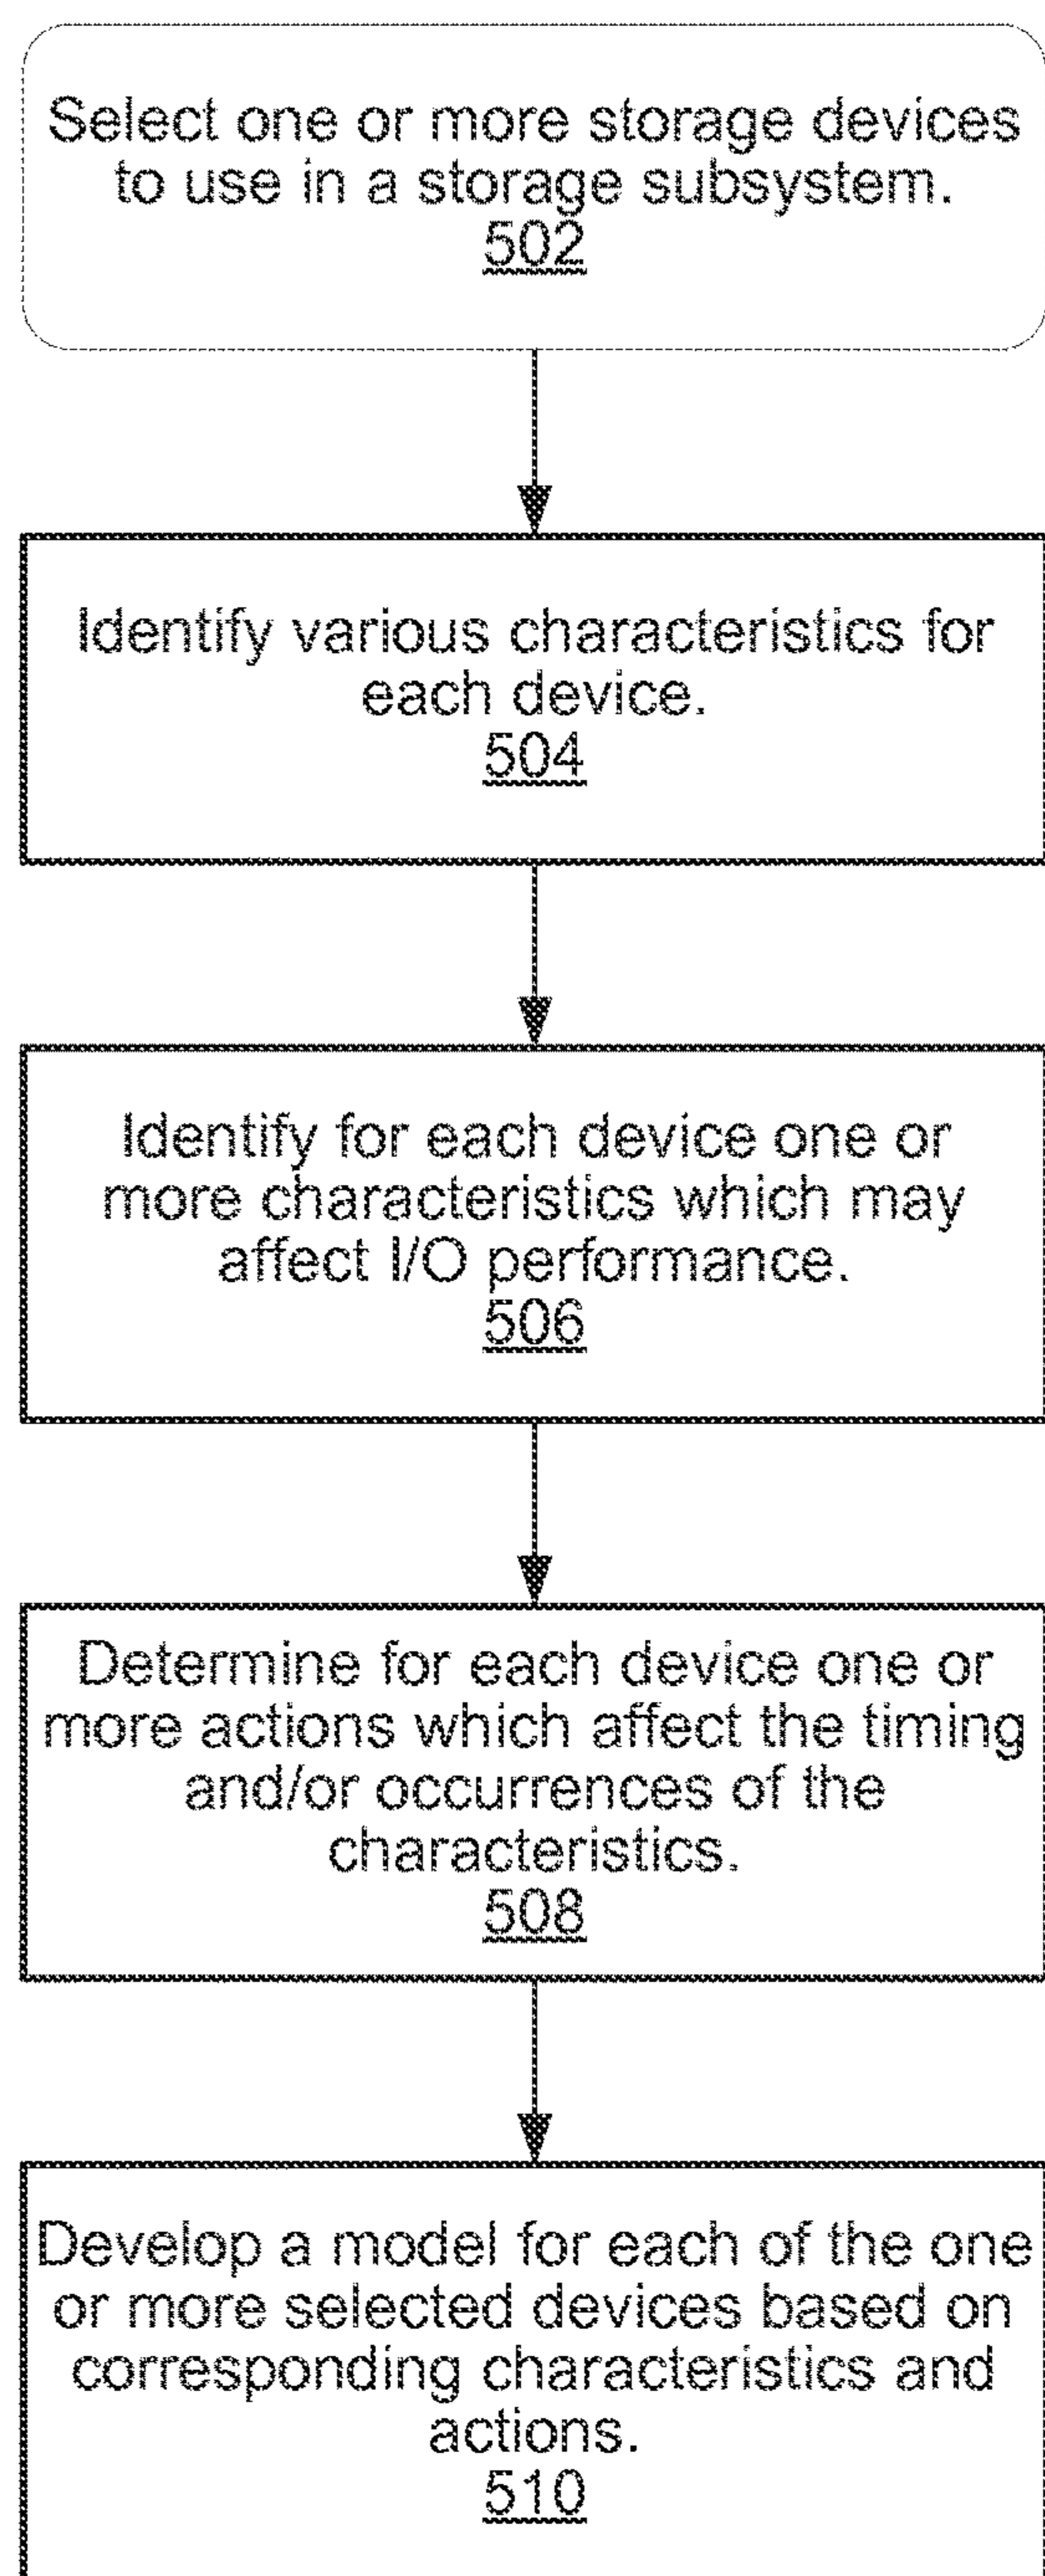 Select one or more storage devices
to use in a storage subsystem.
502
Identify various characteristics for
each device.
504
Identify for each device one or
more characteristics which may
affect I/O performance.
506
Determine for each device one or
more actions which affect the timing
and/or occurrences of the
characteristics.
508
Develop a model for each of the one
or more selected devices based on
corresponding characteristics and
actions.
510